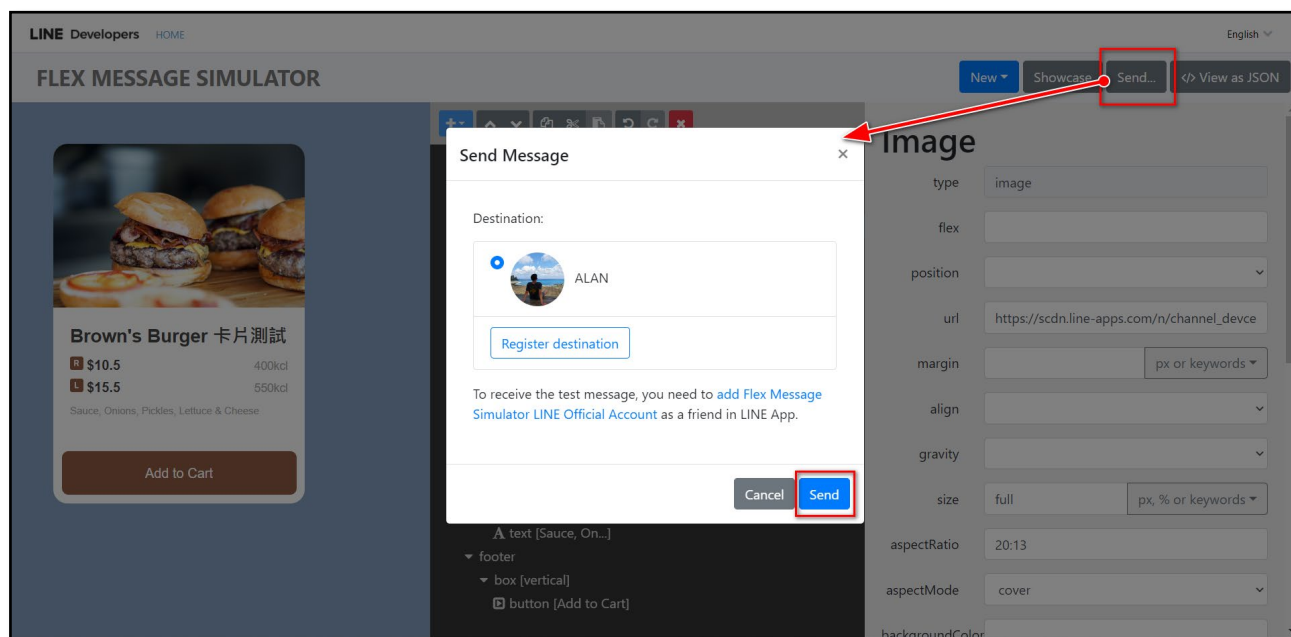 LINE Developers HOME
English
FLEX MESSAGE SIMULATOR
New
Showcase
Send...
</> View as JSON
Brown's Burger 卡片測試
R $10.5 400kcl
L $15.5 550kcl
Sauce, Onions, Pickles, Lettuce & Cheese
Add to Cart
Send Message
×
Destination:
ALAN
Register destination
To receive the test message, you need to add Flex Message
Simulator LINE Official Account as a friend in LINE App.
Cancel
Send
text [Sauce, On...]
footer
box [vertical]
button [Add to Cart]
Image
type image
flex
position
url https://scdn.line-apps.com/n/channel_devce
margin px or keywords
align
gravity
size full px, % or keywords
aspectRatio 20:13
aspectMode cover
backgroundColor